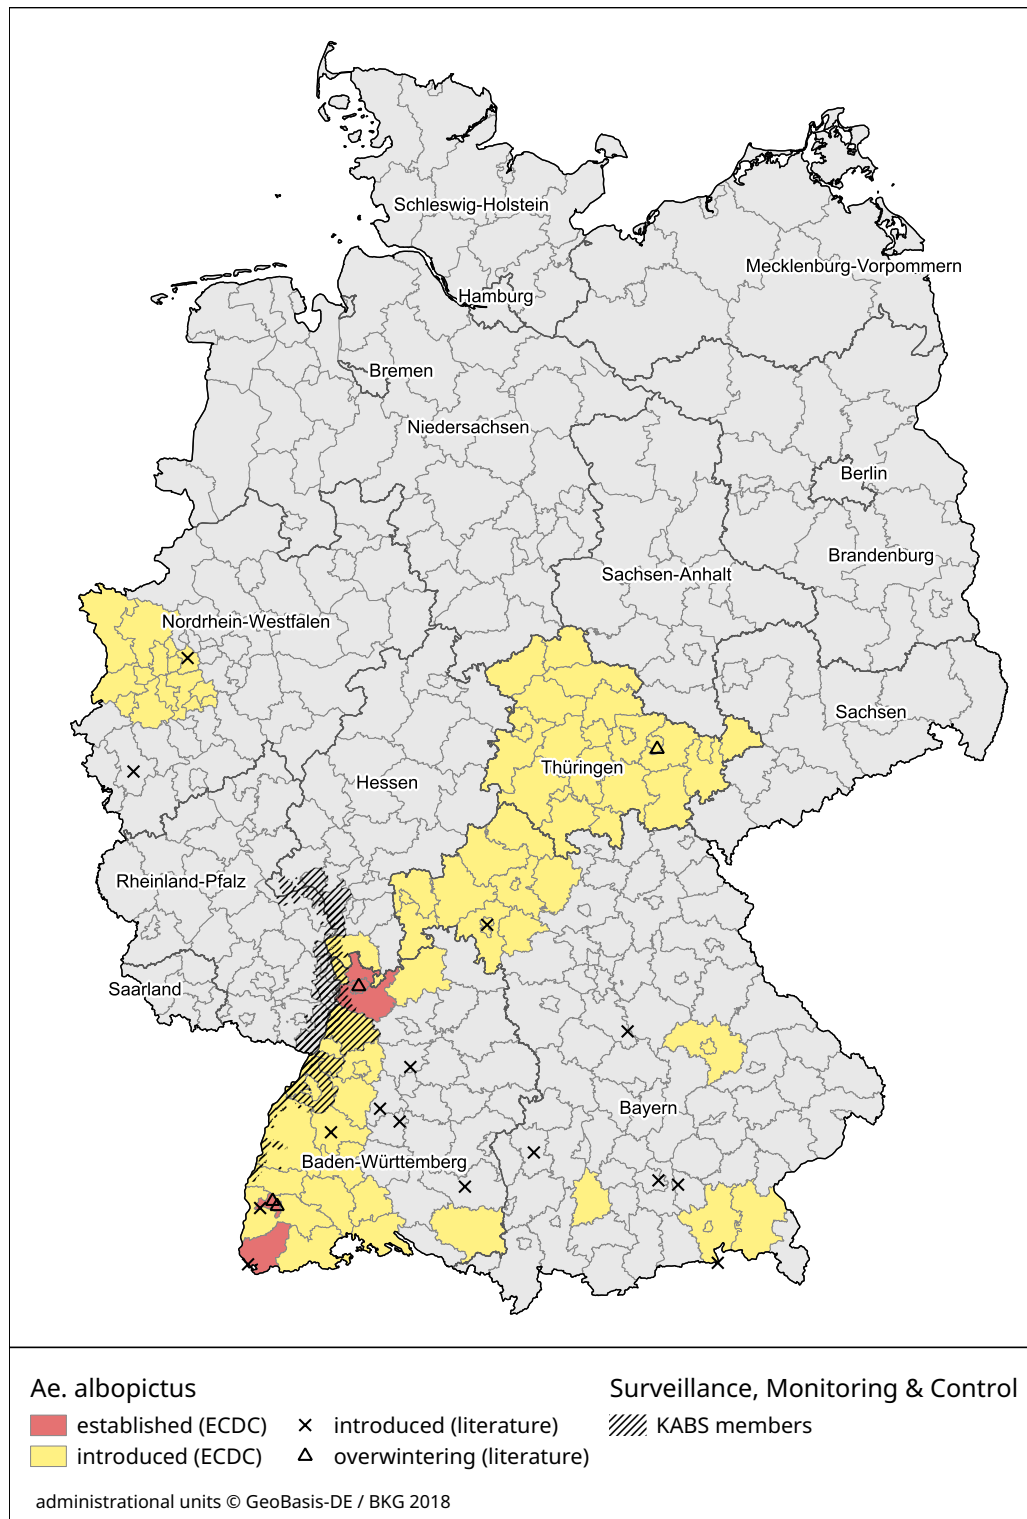 Schleswig-Holstein
Mecklenburg-Vorpommern
Hamburg
Bremen
Niedersachsen
Berlin
Brandenburg
Sachsen-Anhalt
Nordrhein-Westfalen
Sachsen
Thüringen
Hessen
Rheinland-Pfalz
Saarland
Bayern
Baden-Württemberg
Ae. albopictus
established (ECDC)
introduced (ECDC)
introduced (literature)
overwintering (literature)
Surveillance, Monitoring & Control
KABS members
administrational units © GeoBasis-DE / BKG 2018